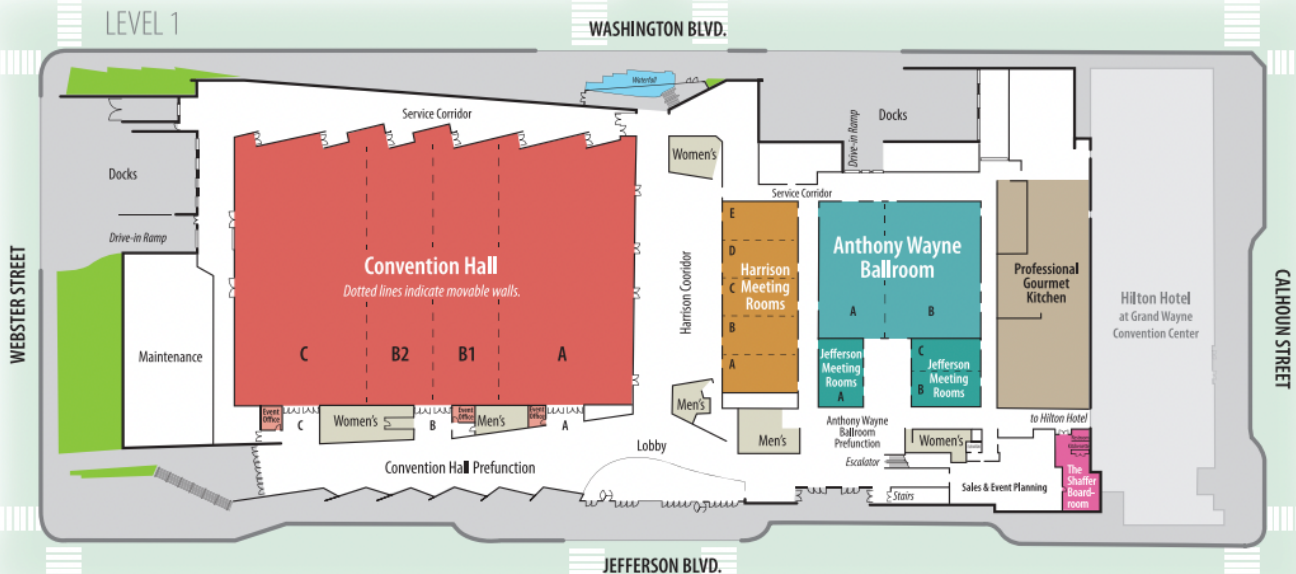 LEVEL 1
WASHINGTON BLVD.
Waterfall
Service Corridor
Docks
Drive-in Ramp
Women's
Docks
Service Corridor
Drive-in Ramp
WEBSTER STREET
Maintenance
Convention Hall
Dotted lines indicate movable walls.
C
B2
B1
A
Harrison Cooridor
E
D
C
B
A
Harrison
Meeting
Rooms
Anthony Wayne
Ballroom
A
B
Jefferson
Meeting
Rooms
A
C
B
Jefferson
Meeting
Rooms
Professional
Gourmet
Kitchen
Hilton Hotel
at Grand Wayne
Convention Center
CALHOUN STREET
Event
Office
C
Women's
B
Event
Office
Men's
Event
Office
A
Men's
Men's
Lobby
Convention Hall Prefunction
Anthony Wayne
Ballroom
Prefunction
Escalator
Women's
Stairs
Sales & Event Planning
to Hilton Hotel
The
Shaffer
Board-
room
JEFFERSON BLVD.